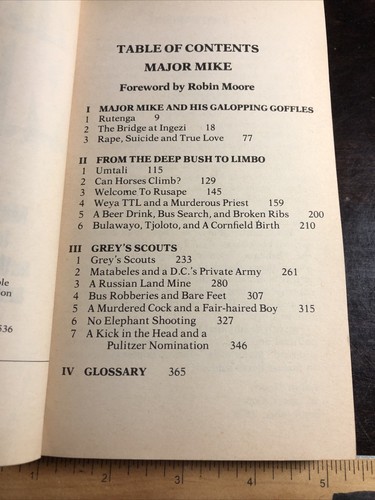 TABLE OF CONTENTS
MAJOR MIKE
Foreword by Robin Moore
I MAJOR MIKE AND HIS GALOPPING GOFFLES
1 Rutenga 9
2 The Bridge at Ingezi 18
3 Rape, Suicide and True Love 77
II FROM THE DEEP BUSH TO LIMBO
1 Umtali 115
2 Can Horses Climb? 129
3 Welcome To Rusape 145
4 Weya TTL and a Murderous Priest 159
5 A Beer Drink, Bus Search, and Broken Ribs 200
6 Bulawayo, Tjoloto, and A Cornfield Birth 210
III GREY'S SCOUTS
1 Grey's Scouts 233
2 Matabeles and a D.C.'s Private Army 261
3 A Russian Land Mine 280
4 Bus Robberies and Bare Feet 307
5 A Murdered Cock and a Fair-haired Boy 315
6 No Elephant Shooting 327
7 A Kick in the Head and a
Pulitzer Nomination 346
IV GLOSSARY 365
1 2 3 4 5